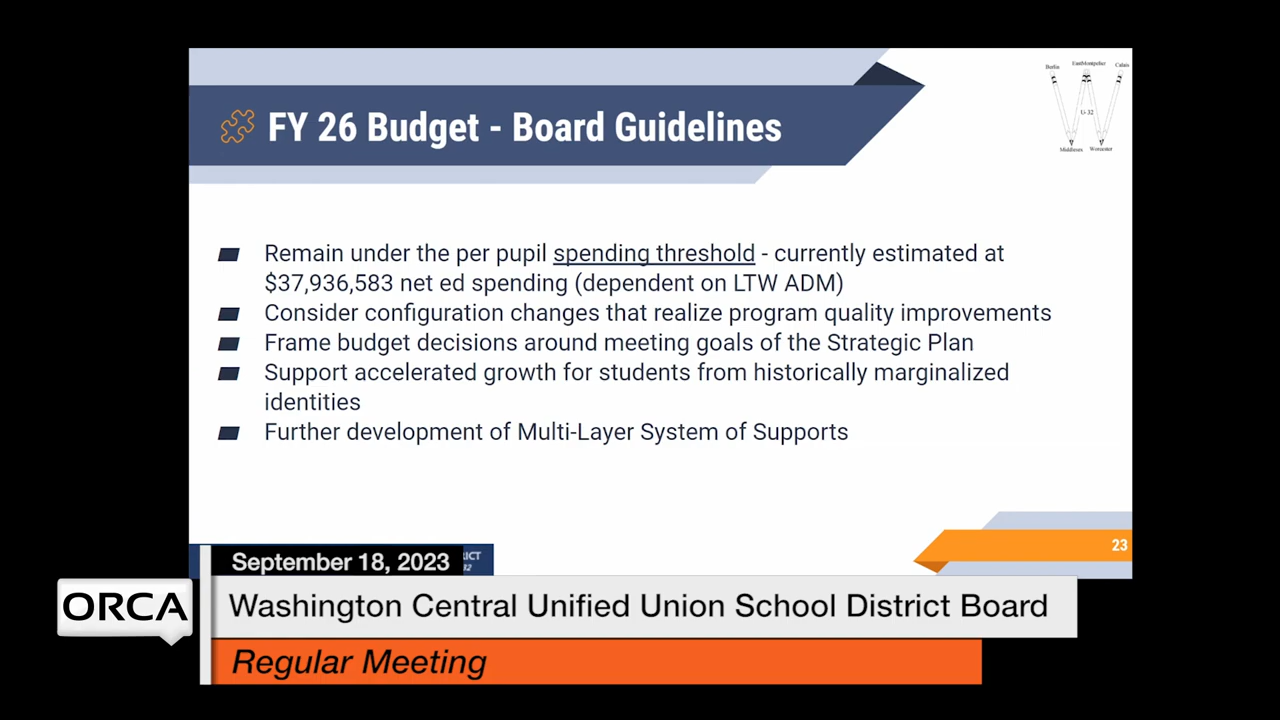 FY 26 Budget - Board Guidelines
Berlin EastMontpelier Calais
U-32
Middlesex Worcester
Remain under the per pupil spending threshold - currently estimated at
$37,936,583 net ed spending (dependent on LTW ADM)
Consider configuration changes that realize program quality improvements
Frame budget decisions around meeting goals of the Strategic Plan
Support accelerated growth for students from historically marginalized
identities
Further development of Multi-Layer System of Supports
23
September 18, 2023
ORCA
Washington Central Unified Union School District Board
Regular Meeting